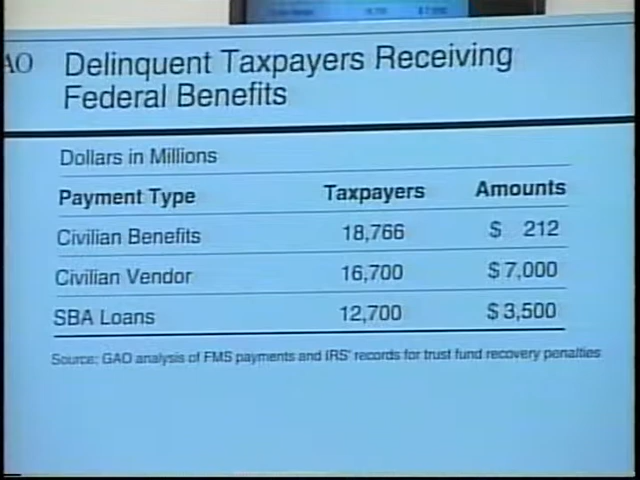 AO Delinquent Taxpayers Receiving
Federal Benefits
Dollars in Millions
Payment Type Taxpayers Amounts
Civilian Benefits 18,766 $ 212
Civilian Vendor 16,700 $7,000
SBA Loans 12,700 $3,500
Source: GAO analysis of FMS payments and IRS' records for trust fund recovery penalties